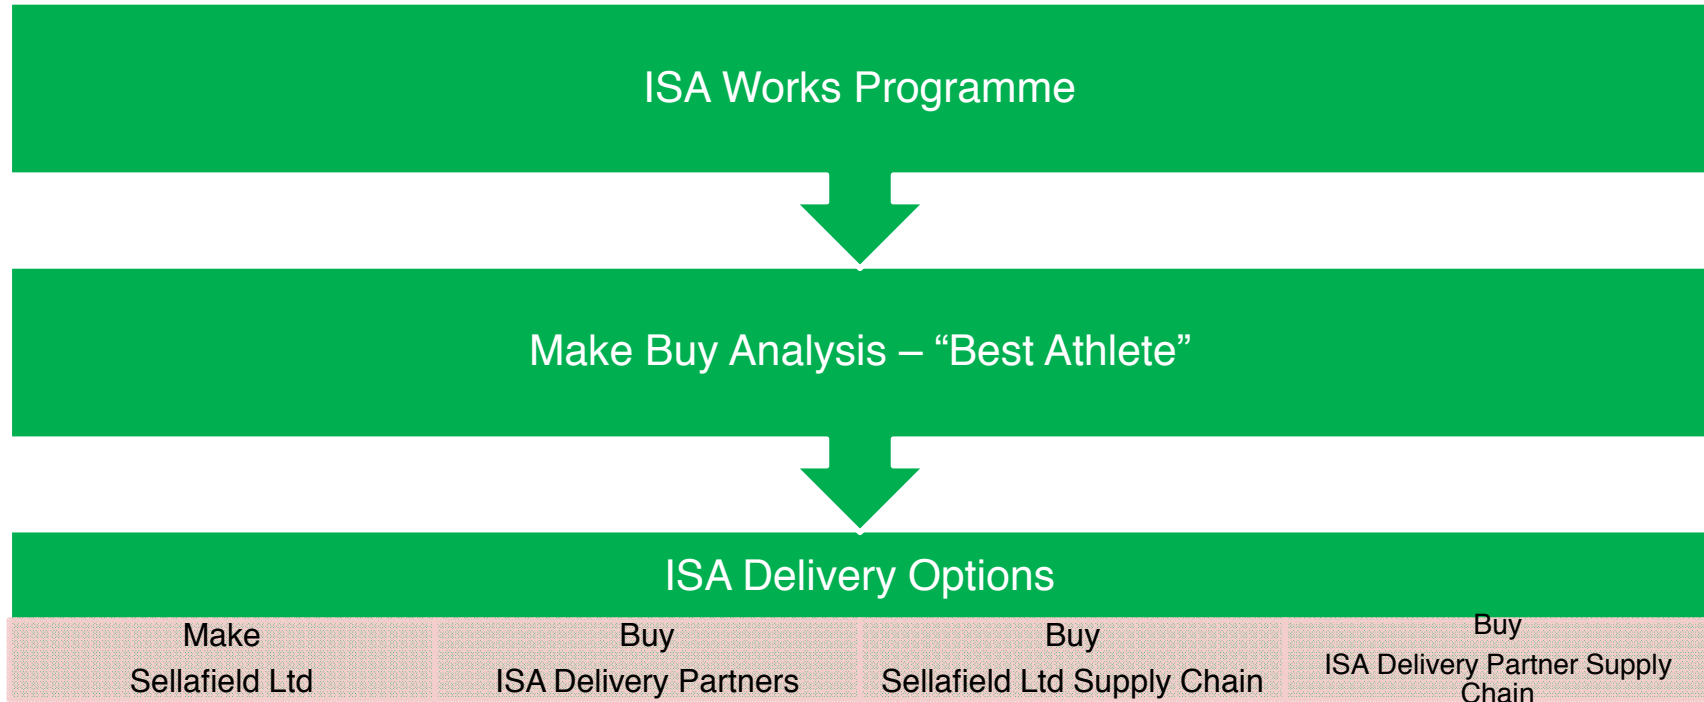 ISA Works Programme
Make Buy Analysis – “Best Athlete”
ISA Delivery Options
Make
Sellafield Ltd
Buy
ISA Delivery Partners
Buy
Sellafield Ltd Supply Chain
Buy
ISA Delivery Partner Supply
Chain